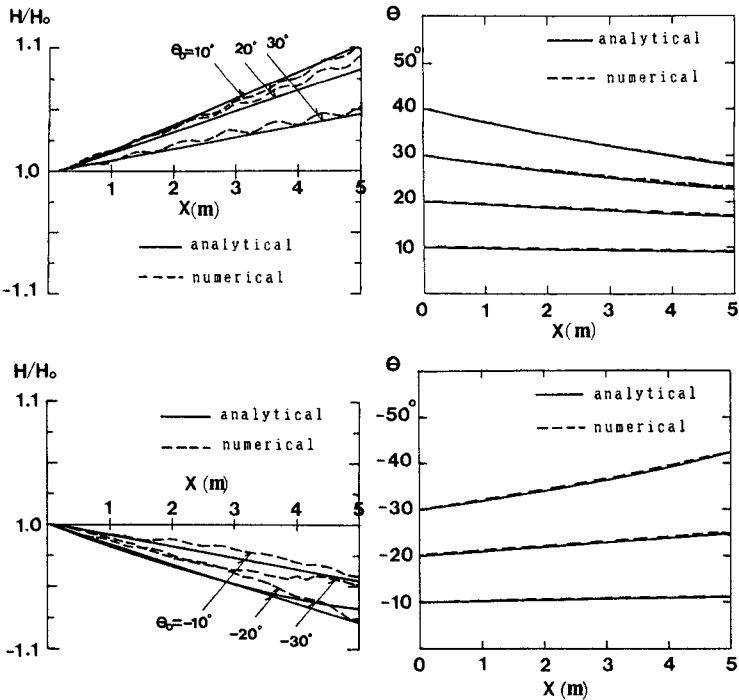 H/H₀
1.1
θ₀=10°
20°
30°
1.0
1
2
3
4
5
X(m)
analytical
numerical
-1.1
θ
50°
40
30
20
10
analytical
numerical
0
1
2
3
4
5
X(m)
H/H₀
1.1
analytical
numerical
X (m)
1.0
1
2
3
4
5
θ₀=-10°
-20°
-30°
-1.1
θ
-50°
-40
-30
-20
-10
analytical
numerical
0
1
2
3
4
5
X (m)